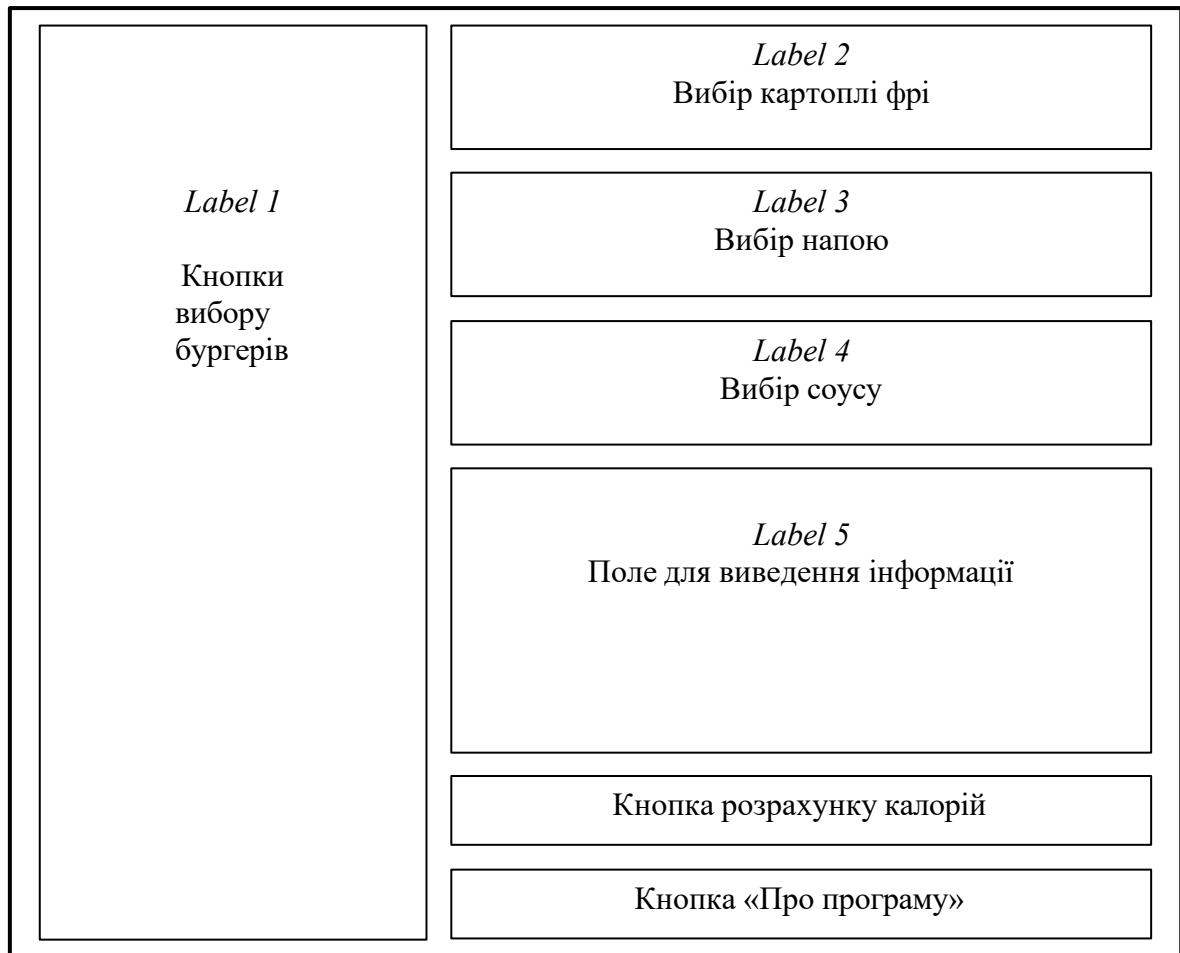 Label 1
Кнопки
вибору
бургерів
Label 2
Вибір картоплі фрі
Label 3
Вибір напою
Label 4
Вибір соусу
Label 5
Поле для виведення інформації
Кнопка розрахунку калорій
Кнопка «Про програму»